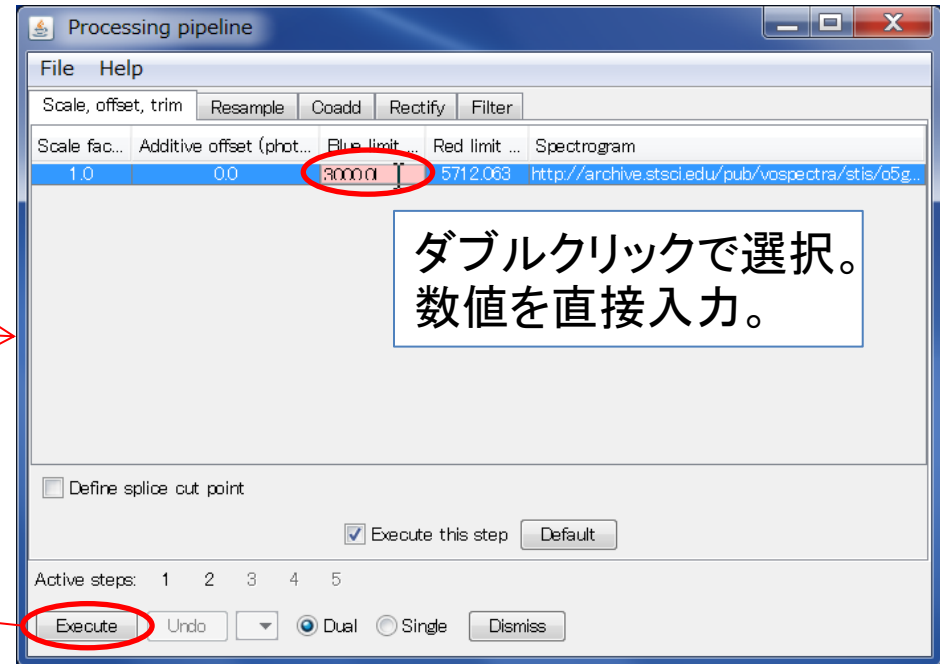 Processing pipeline
File Help
Scale, offset, trim Resample Coadd Rectify Filter
Scale fac... Additive offset (phot... Blue limit ... Red limit ... Spectrogram
1.0 0.0 3000.0 5712.063 http://archive.stsci.edu/pub/vospectra/stis/o5g...
ダブルクリックで選択。
数値を直接入力。
Define splice cut point
Execute this step Default
Active steps: 1 2 3 4 5
Execute Undo Dual Single Dismiss